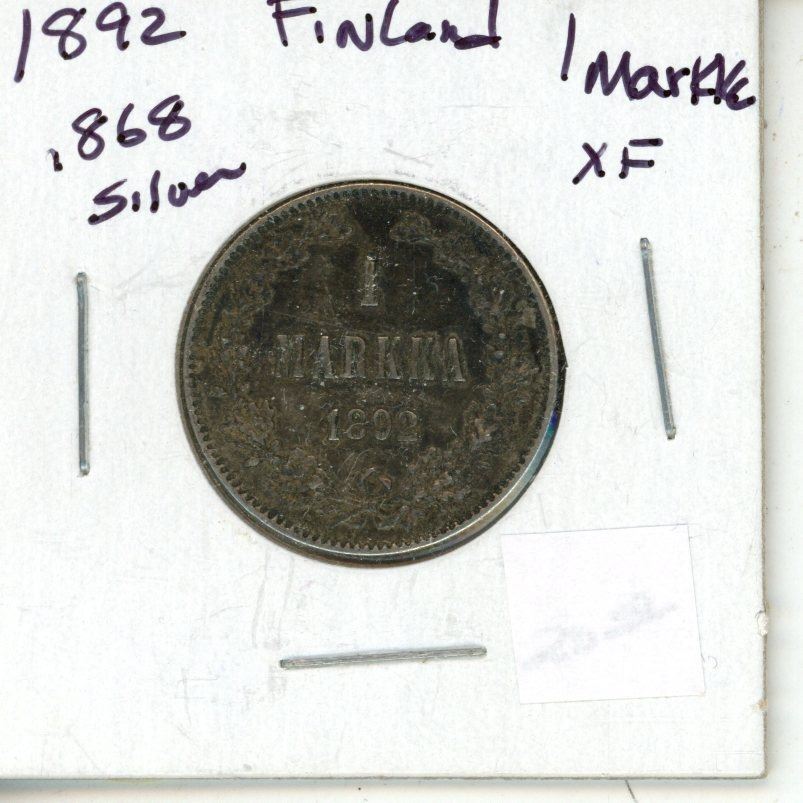 1892 Finland 1 Markke
.868 XF
Silver
1
MARKKA
1892